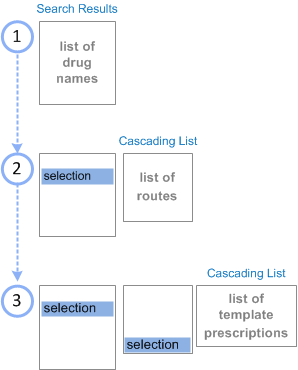 Search Results
1
list of
drug
names
Cascading List
2
selection
list of
routes
Cascading List
3
selection
selection
list of
template
prescriptions